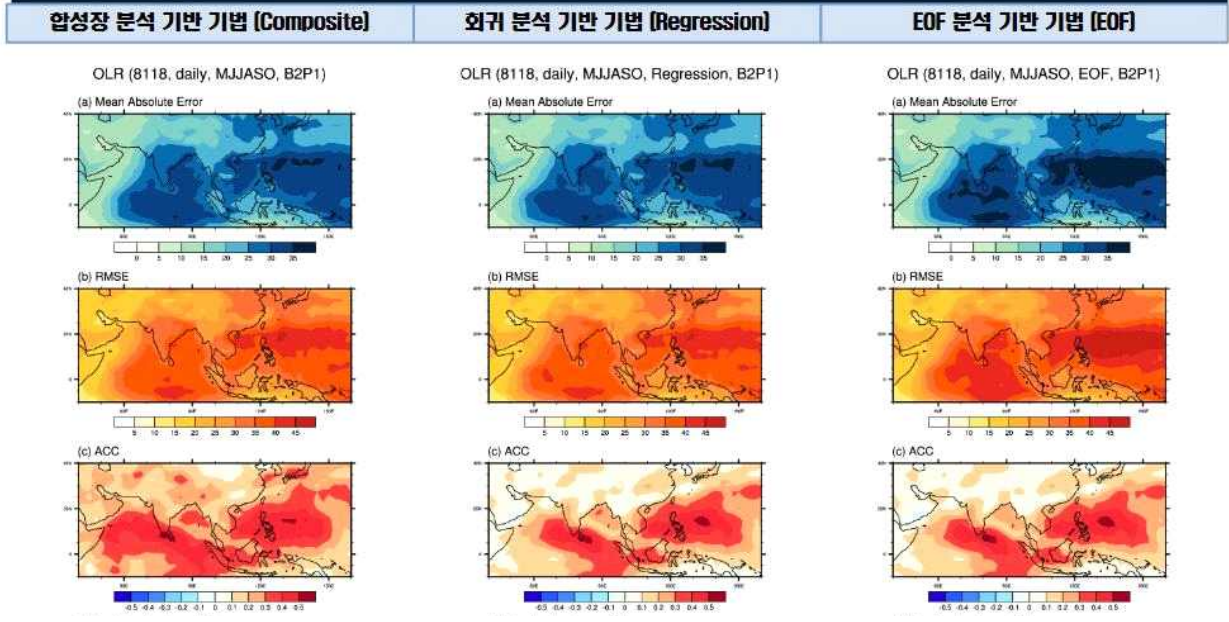 합성장 분석 기반 기법 (Composite)
회귀 분석 기반 기법 (Regression)
EOF 분석 기반 기법 (EOF)
OLR (8118, daily, MJJASO, B2P1)
(a) Mean Absolute Error
0 5 10 15 20 25 30 35
(b) RMSE
5 10 15 20 25 30 35 40 45
(c) ACC
-0.5 -0.4 -0.3 -0.2 -0.1 0 0.1 0.2 0.3 0.4 0.5
OLR (8118, daily, MJJASO, Regression, B2P1)
(a) Mean Absolute Error
0 5 10 15 20 25 30 35
(b) RMSE
5 10 15 20 25 30 35 40 45
(c) ACC
-0.5 -0.4 -0.3 -0.2 -0.1 0 0.1 0.2 0.3 0.4 0.5
OLR (8118, daily, MJJASO, EOF, B2P1)
(a) Mean Absolute Error
0 5 10 15 20 25 30 35
(b) RMSE
5 10 15 20 25 30 35 40 45
(c) ACC
-0.5 -0.4 -0.3 -0.2 -0.1 0 0.1 0.2 0.3 0.4 0.5